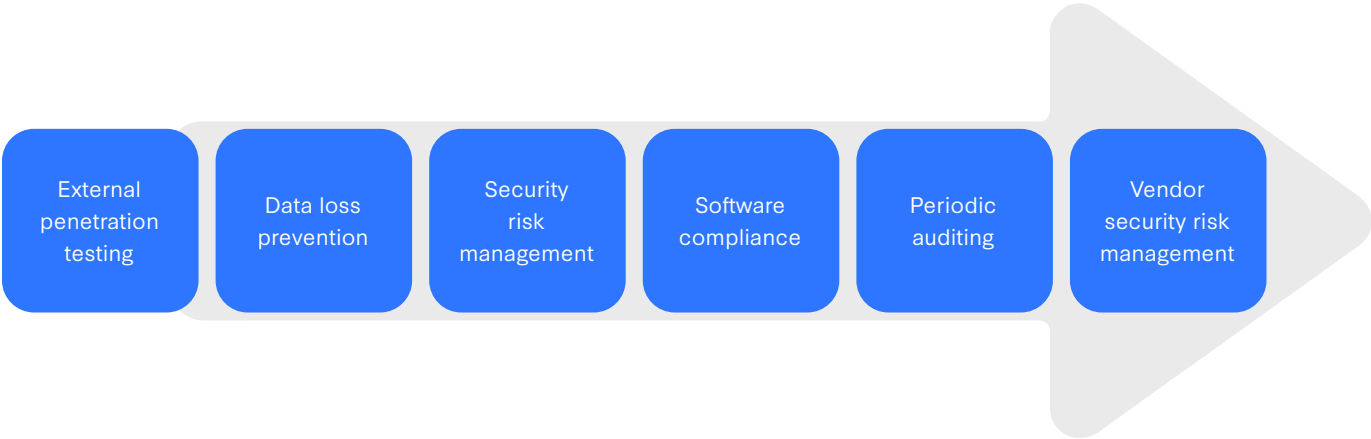 External
penetration
testing
Data loss
prevention
Security
risk
management
Software
compliance
Periodic
auditing
Vendor
security risk
management